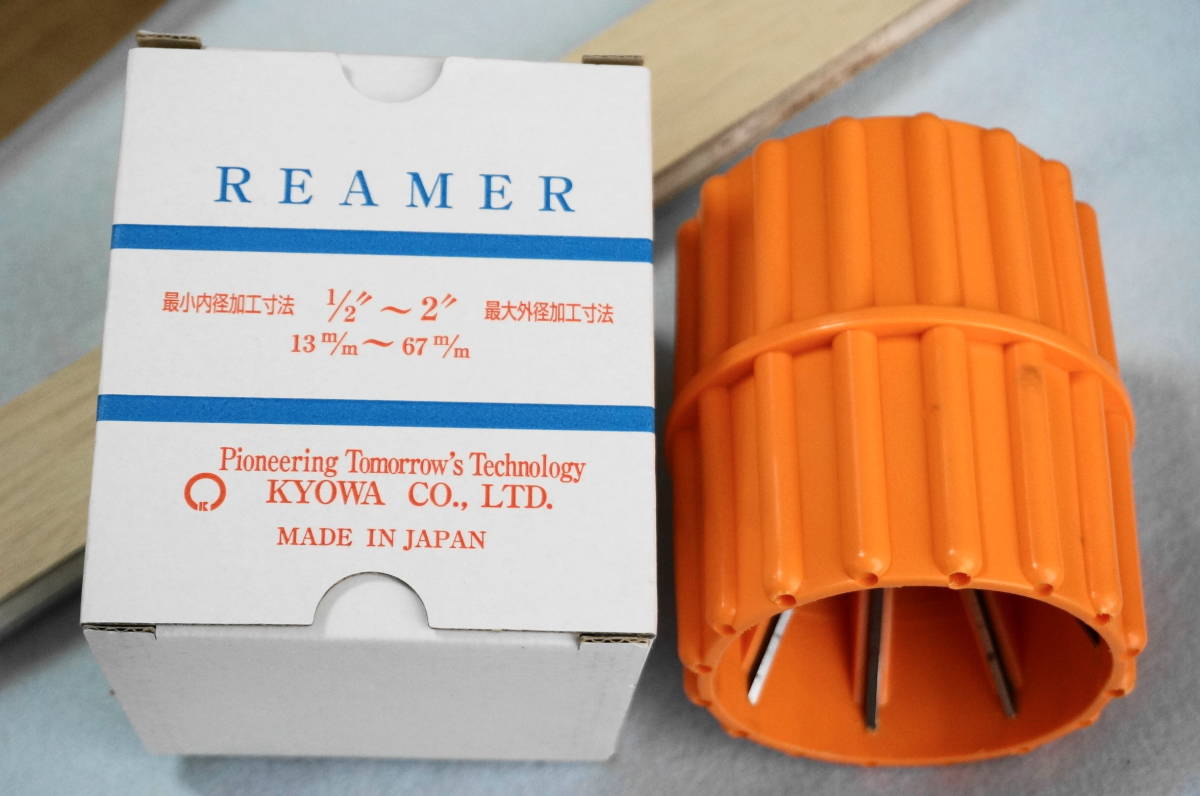 REAMER
最小内径加工寸法 1/2″～2″ 最大外径加工寸法
13 m/m～67 m/m
Pioneering Tomorrow's Technology
KYOWA CO., LTD.
MADE IN JAPAN